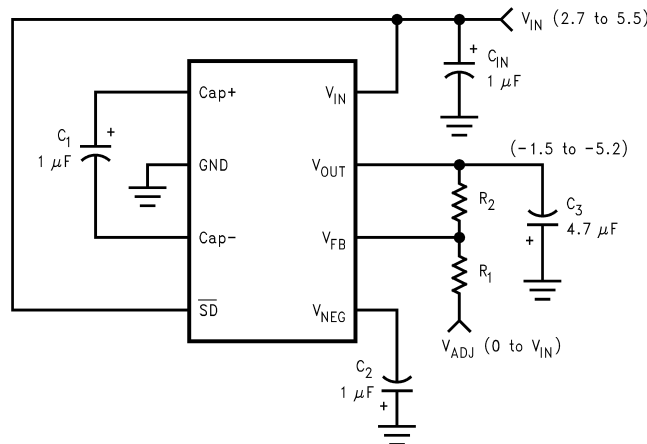 V_IN (2.7 to 5.5)
+
C_IN
1 µF
Cap+
V_IN
C_1
+
1 µF
(−1.5 to −5.2)
GND
V_OUT
R_2
C_3
4.7 µF
+
Cap−
V_FB
R_1
SD
V_NEG
V_ADJ (0 to V_IN)
C_2
1 µF
+